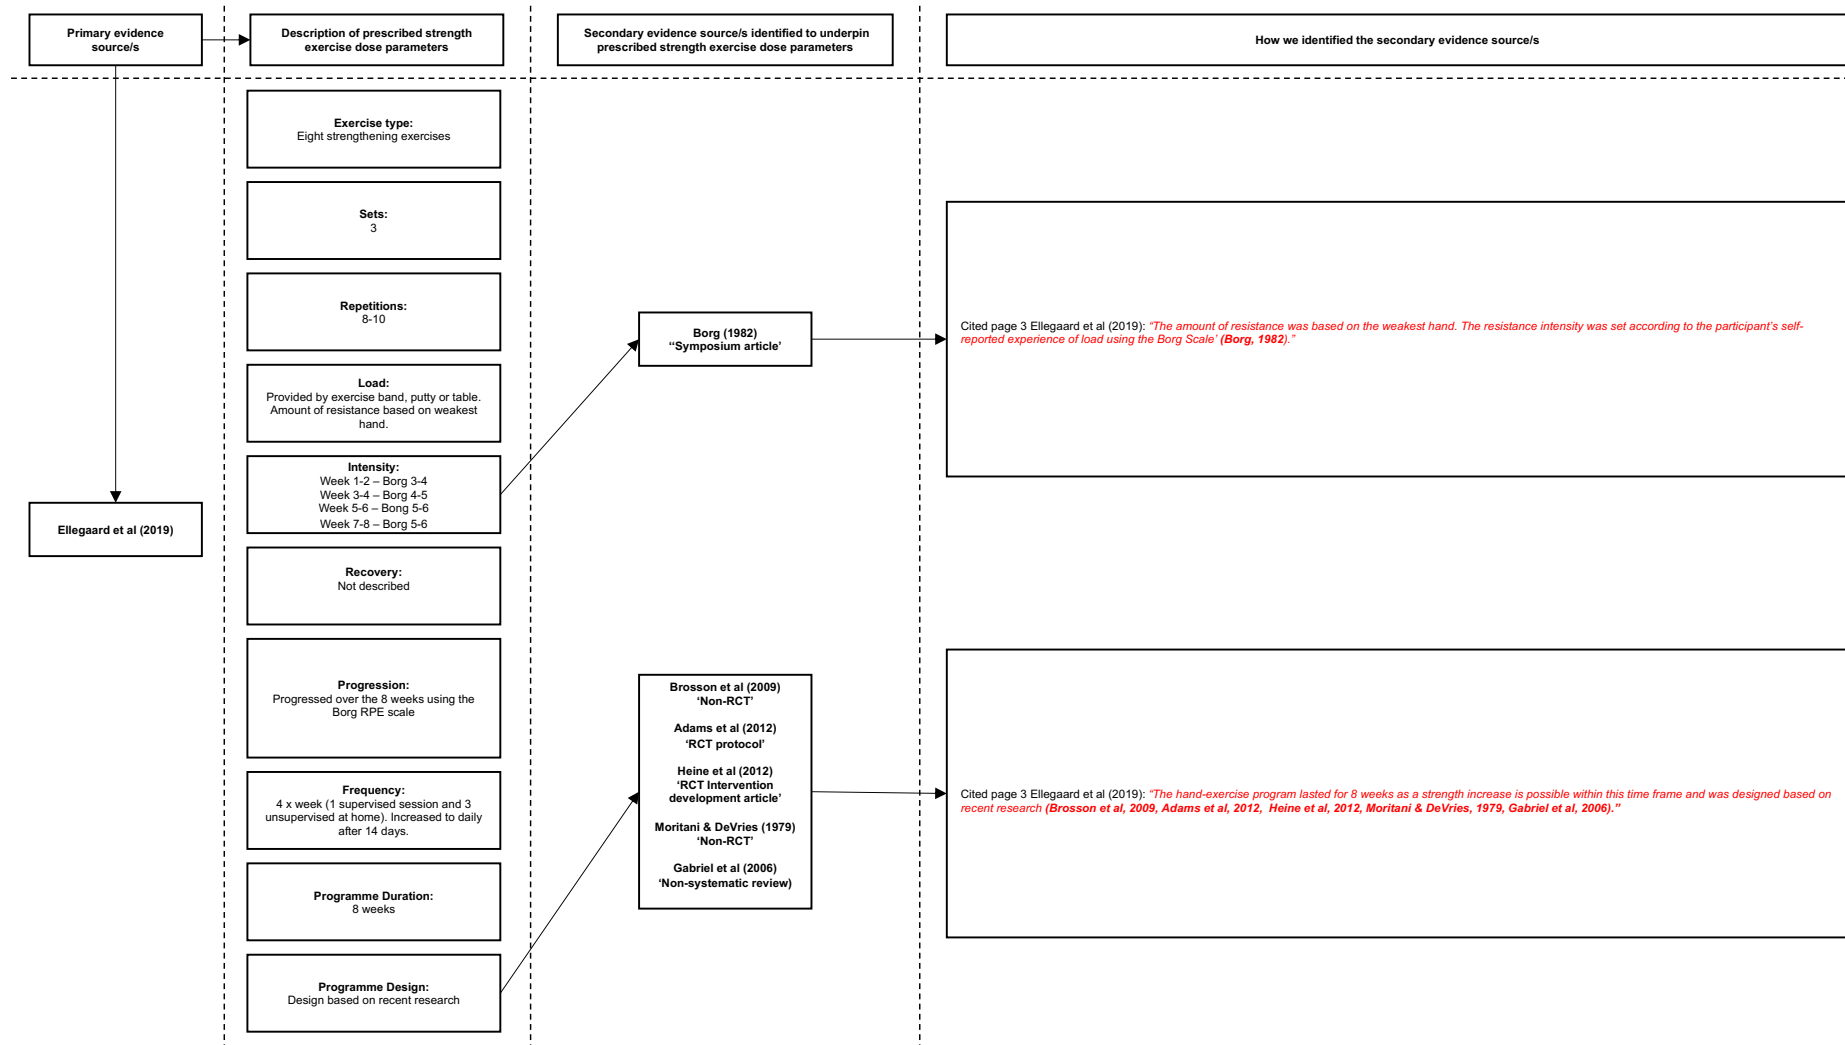 Primary evidence
source/s
Description of prescribed strength
exercise dose parameters
Secondary evidence source/s identified to underpin
prescribed strength exercise dose parameters
How we identified the secondary evidence source/s
Ellegaard et al (2019)
Exercise type:
Eight strengthening exercises
Sets:
3
Repetitions:
8-10
Load:
Provided by exercise band, putty or table.
Amount of resistance based on weakest
hand.
Intensity:
Week 1-2 – Borg 3-4
Week 3-4 – Borg 4-5
Week 5-6 – Bong 5-6
Week 7-8 – Borg 5-6
Recovery:
Not described
Progression:
Progressed over the 8 weeks using the
Borg RPE scale
Frequency:
4 x week (1 supervised session and 3
unsupervised at home). Increased to daily
after 14 days.
Programme Duration:
8 weeks
Programme Design:
Design based on recent research
Borg (1982)
‘‘Symposium article’
Brosson et al (2009)
‘Non-RCT’
Adams et al (2012)
‘RCT protocol’
Heine et al (2012)
‘RCT Intervention
development article’
Moritani & DeVries (1979)
‘Non-RCT’
Gabriel et al (2006)
‘Non-systematic review)
Cited page 3 Ellegaard et al (2019): “The amount of resistance was based on the weakest hand. The resistance intensity was set according to the participant’s self-
reported experience of load using the Borg Scale’ (Borg, 1982).”
Cited page 3 Ellegaard et al (2019): “The hand-exercise program lasted for 8 weeks as a strength increase is possible within this time frame and was designed based on
recent research (Brosson et al, 2009, Adams et al, 2012, Heine et al, 2012, Moritani & DeVries, 1979, Gabriel et al, 2006).”